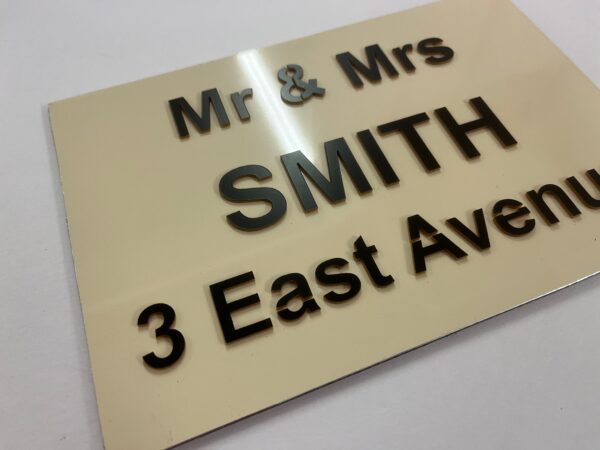 Mr & Mrs
SMITH
3 East Avenu